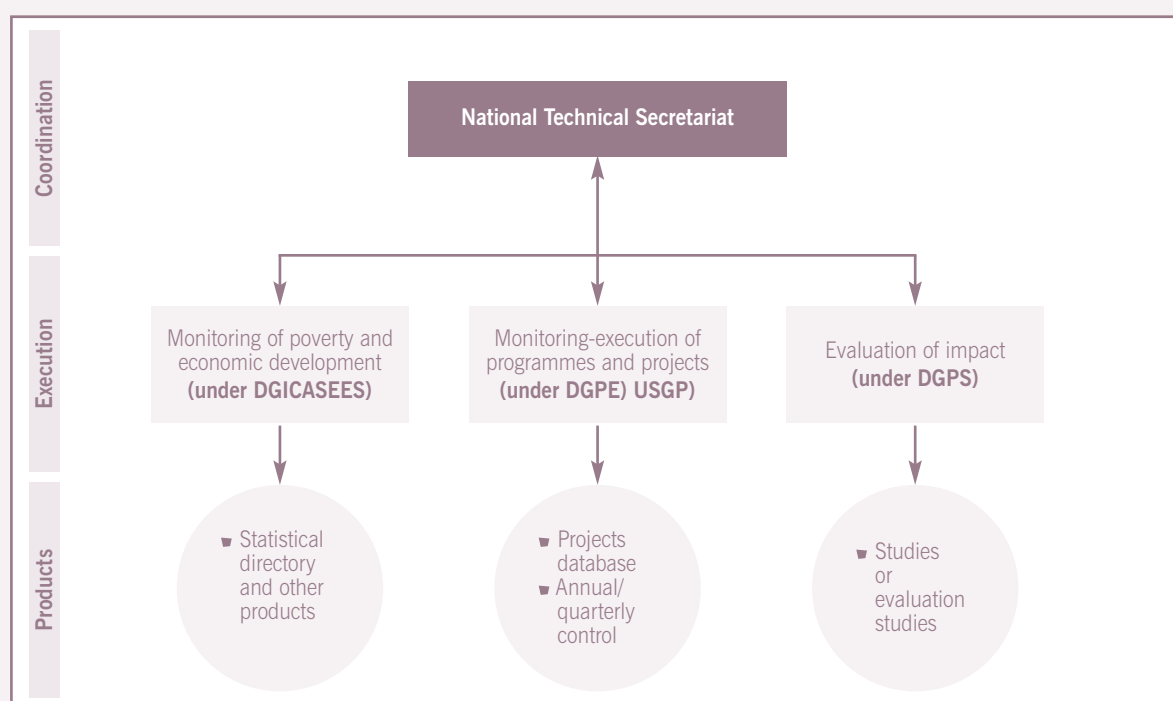 Coordination
National Technical Secretariat
Execution
Monitoring of poverty and
economic development
(under DGICASEES)
Monitoring-execution of
programmes and projects
(under DGPE) USGP)
Evaluation of impact
(under DGPS)
Products
Statistical
directory
and other
products
Projects
database
Annual/
quarterly
control
Studies
or
evaluation
studies